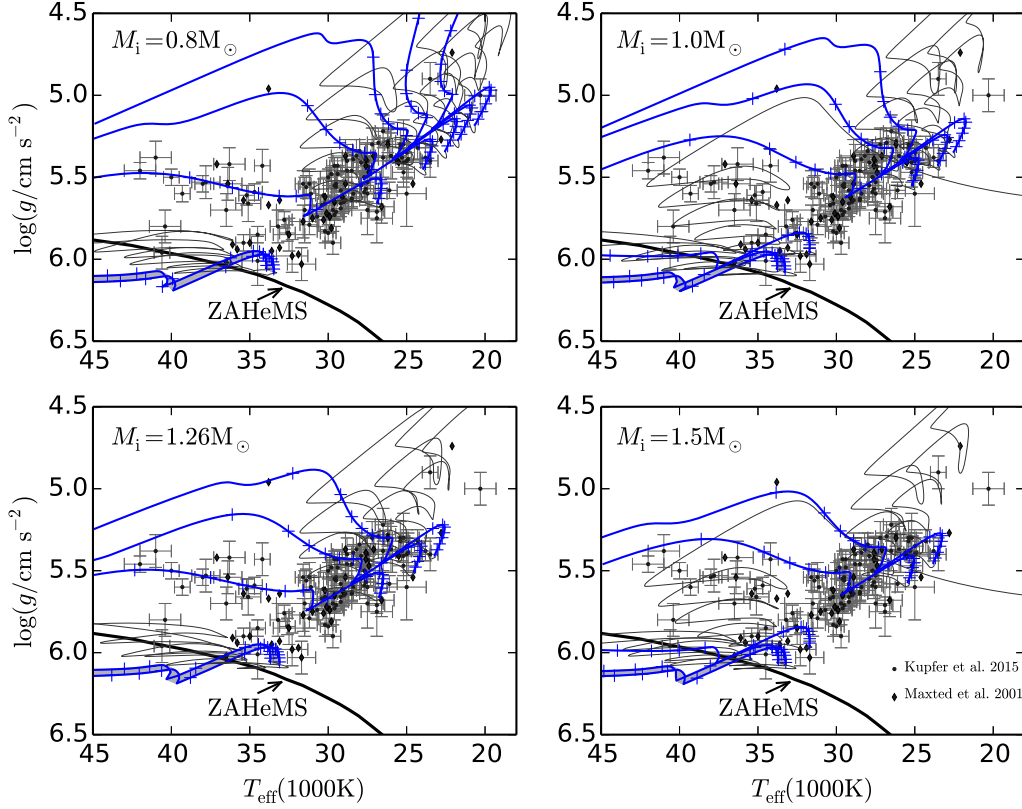 4.5
M_i = 0.8M_⊙
5.0
5.5
6.0
6.5
log(g/cm s^−2)
ZAHeMS
45 40 35 30 25 20
4.5
M_i = 1.0M_⊙
5.0
5.5
6.0
6.5
ZAHeMS
45 40 35 30 25 20
4.5
M_i = 1.26M_⊙
5.0
5.5
6.0
6.5
log(g/cm s^−2)
ZAHeMS
45 40 35 30 25 20
T_eff(1000K)
4.5
M_i = 1.5M_⊙
5.0
5.5
6.0
6.5
Kupfer et al. 2015
Maxted et al. 2001
ZAHeMS
45 40 35 30 25 20
T_eff(1000K)